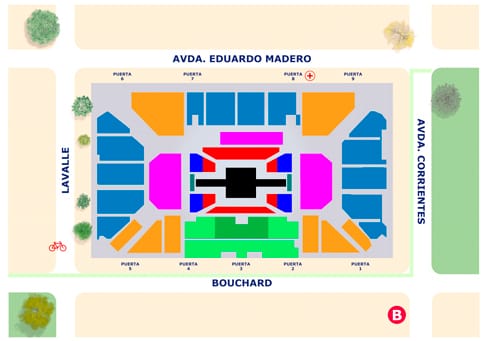 AVDA. EDUARDO MADERO
PUERTA
6
PUERTA
7
PUERTA
8
PUERTA
9
LAVALLE
AVDA. CORRIENTES
PUERTA
5
PUERTA
4
PUERTA
3
PUERTA
2
PUERTA
1
BOUCHARD
B